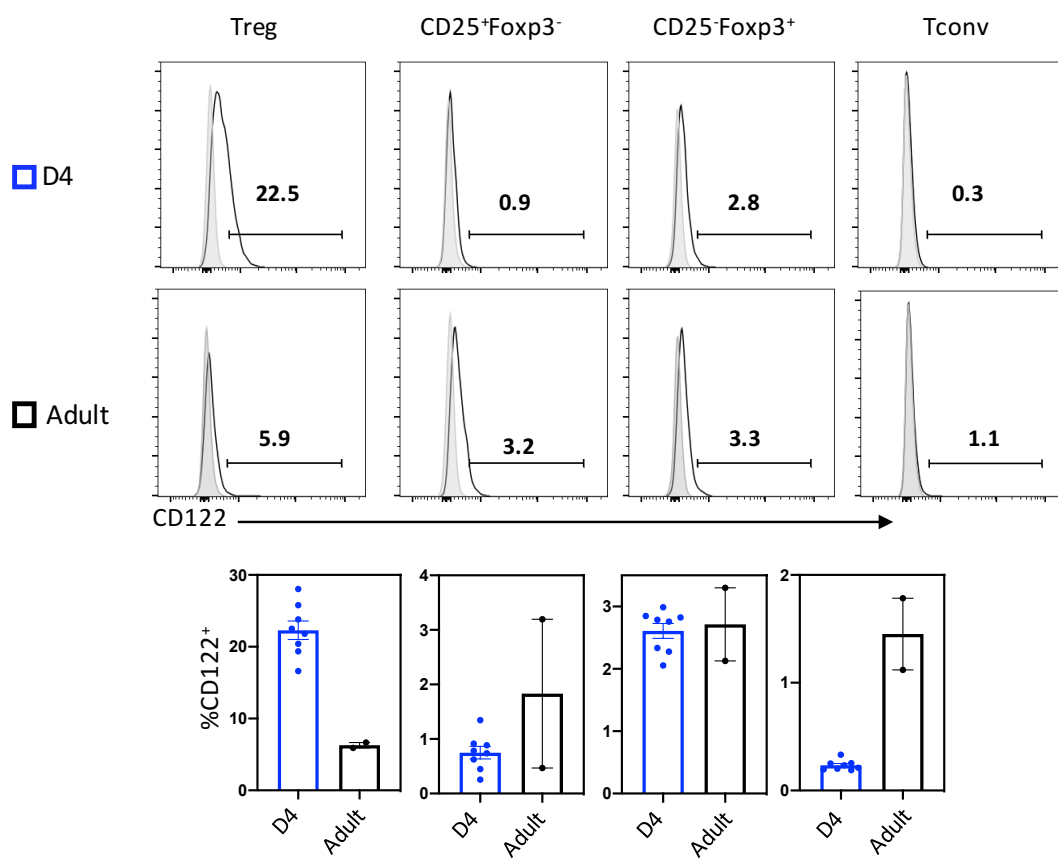 Treg CD25⁺Foxp3⁻ CD25⁻Foxp3⁺ Tconv
D4
22.5 0.9 2.8 0.3
Adult
5.9 3.2 3.3 1.1
CD122
%CD122⁺
30 4 3 2
20 3 2 1
10 2 1 0
0 1 0
0
D4 Adult D4 Adult D4 Adult D4 Adult